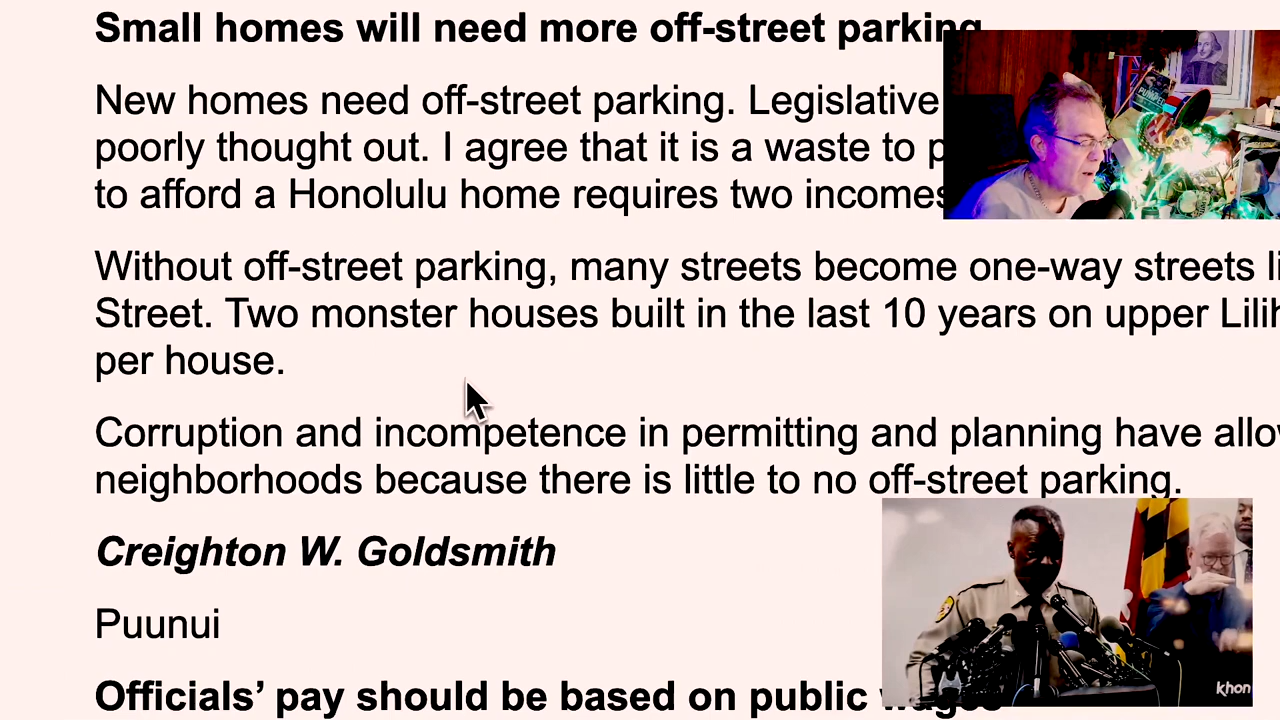 Small homes will need more off-street parking
New homes need off-street parking. Legislative
poorly thought out. I agree that it is a waste to
to afford a Honolulu home requires two incomes
Without off-street parking, many streets become one-way streets
Street. Two monster houses built in the last 10 years on upper
per house.
Corruption and incompetence in permitting and planning have
neighborhoods because there is little to no off-street parking.
Creighton W. Goldsmith
Puunui
Officials’ pay should be based on public wages
khon